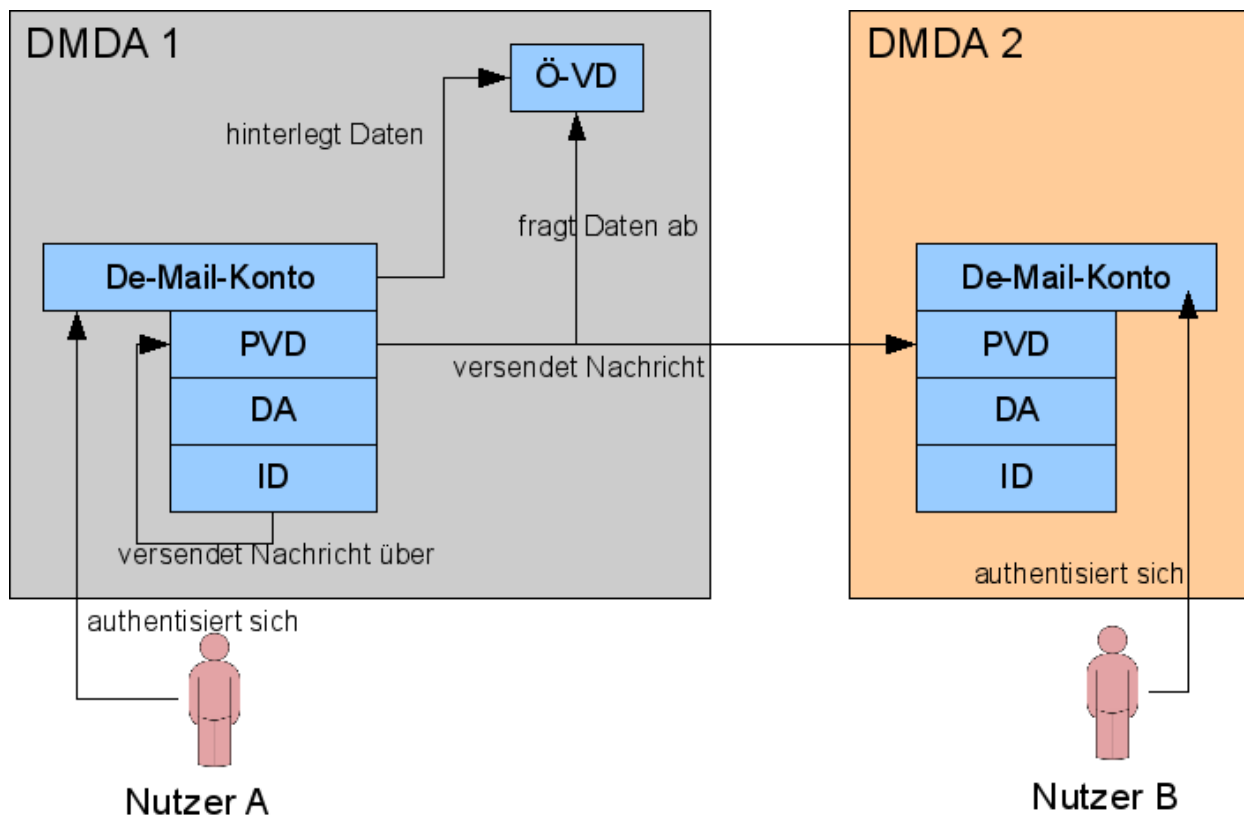 DMDA 1
DMDA 2
Ö-VD
hinterlegt Daten
fragt Daten ab
De-Mail-Konto
PVD
DA
ID
versendet Nachricht
versendet Nachricht über
De-Mail-Konto
PVD
DA
ID
authentisiert sich
authentisiert sich
Nutzer A
Nutzer B